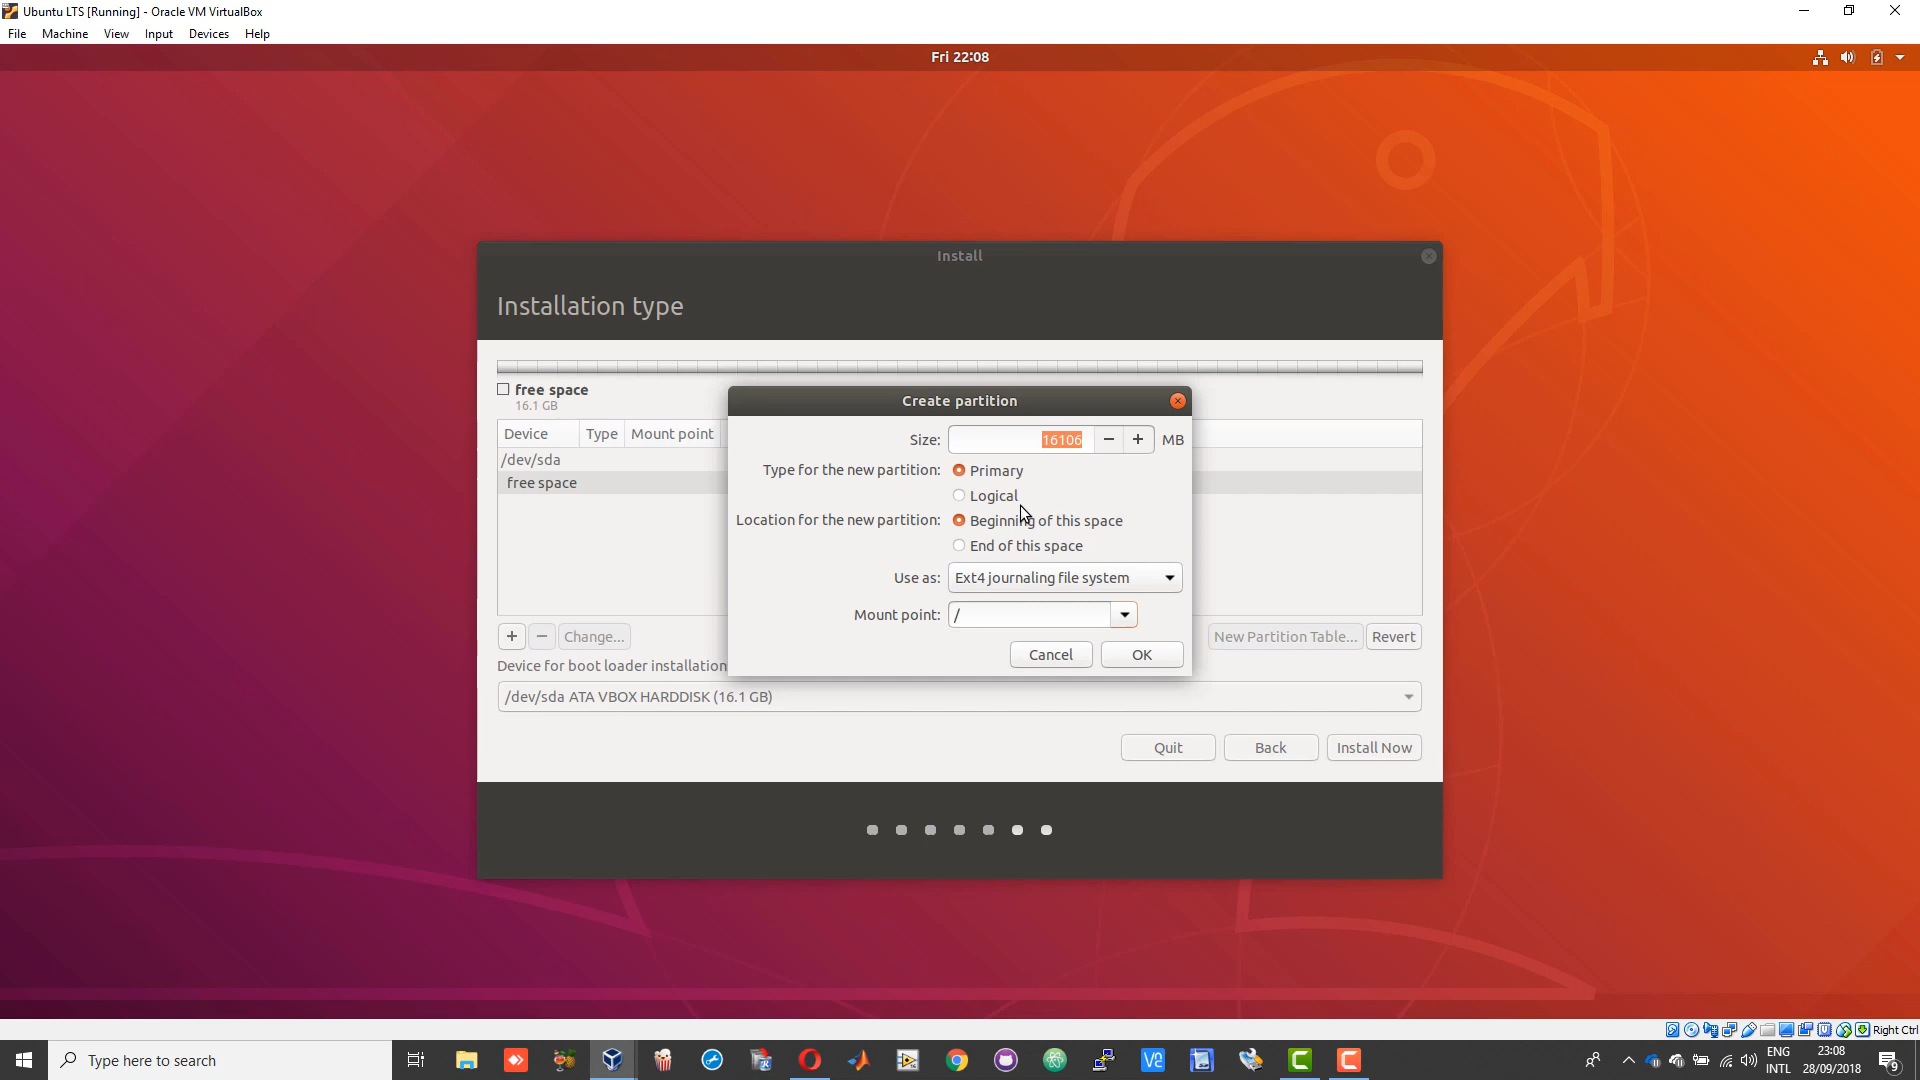 Ubuntu LTS [Running] - Oracle VM VirtualBox
File Machine View Input Devices Help
Fri 22:08
Install
Installation type
free space
16.1 GB
Device Type Mount point
/dev/sda
free space
+ − Change...
New Partition Table... Revert
Device for boot loader installation
/dev/sda ATA VBOX HARDDISK (16.1 GB)
Quit Back Install Now
Create partition
Size: 16106 − + MB
Type for the new partition: Primary
Logical
Location for the new partition: Beginning of this space
End of this space
Use as: Ext4 journaling file system
Mount point: /
Cancel OK
Right Ctrl
Type here to search
ENG
INTL
23:08
28/09/2018
9